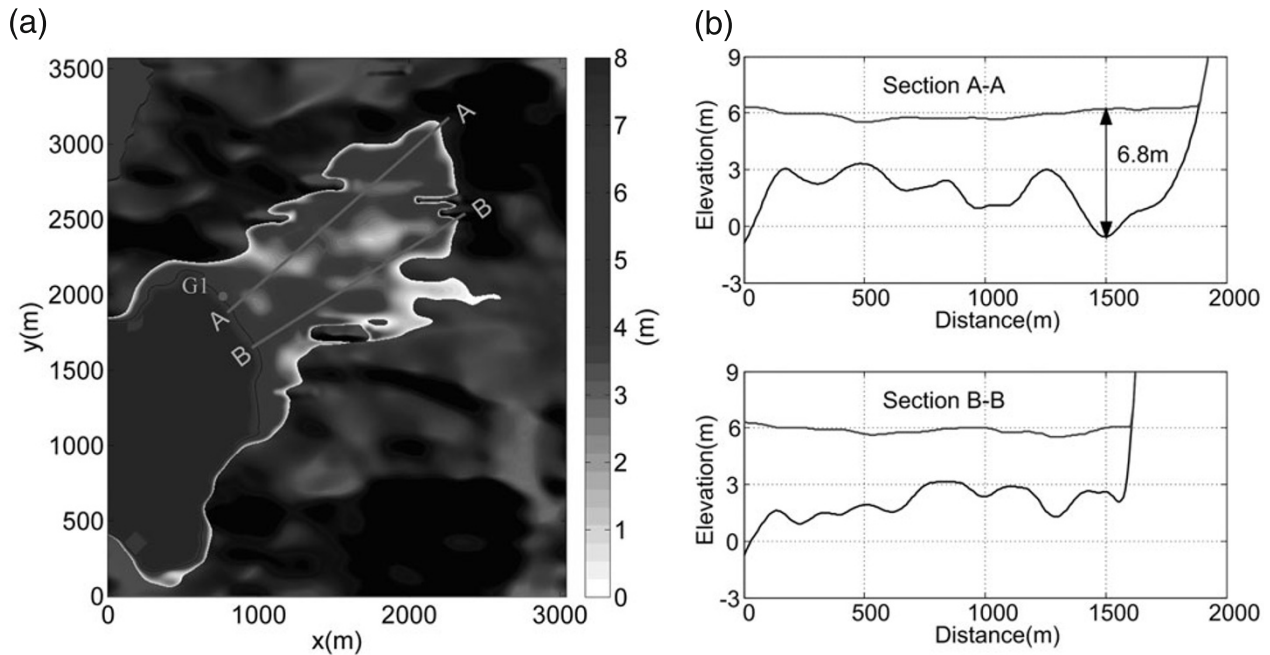 (a)
3500
3000
2500
2000
1500
1000
500
0
y(m)
0 1000 2000 3000
x(m)
8
7
6
5
4
3
2
1
0
(m)
A
B
G1
A
B
(b)
9
6
3
0
-3
Elevation(m)
Section A-A
6.8m
0 500 1000 1500 2000
Distance(m)
9
6
3
0
-3
Elevation(m)
Section B-B
0 500 1000 1500 2000
Distance(m)